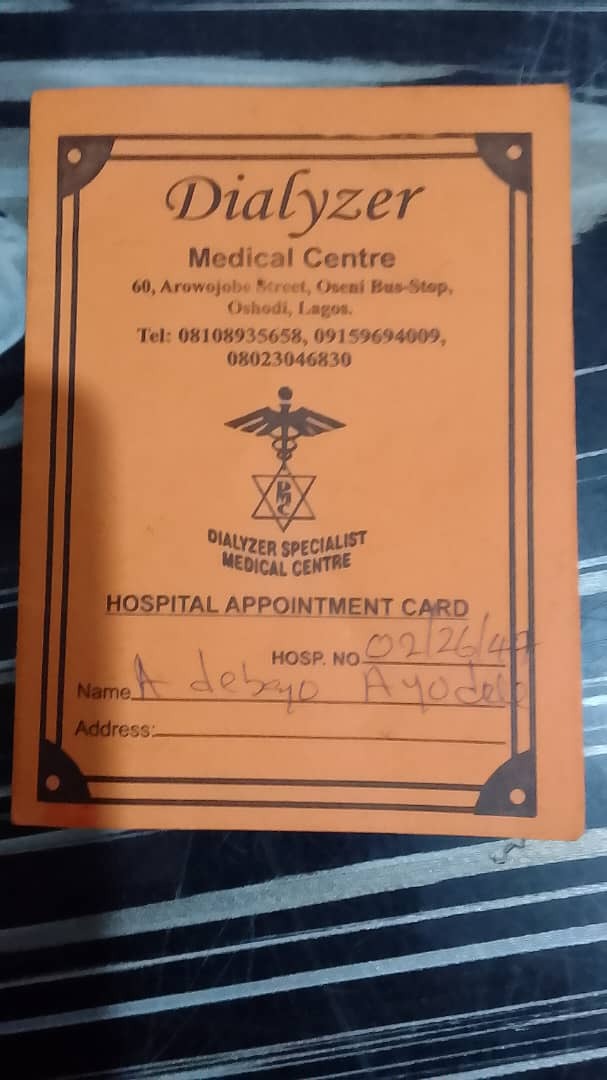 Dialyzer
Medical Centre
60, Arowojobe Street, Oseni Bus-Stop,
Oshodi, Lagos.
Tel: 08108935658, 09159694009,
08023046830
DMC
DIALYZER SPECIALIST
MEDICAL CENTRE
HOSPITAL APPOINTMENT CARD
HOSP. NO 02/26/47
Name Adebayo Ayodele
Address: